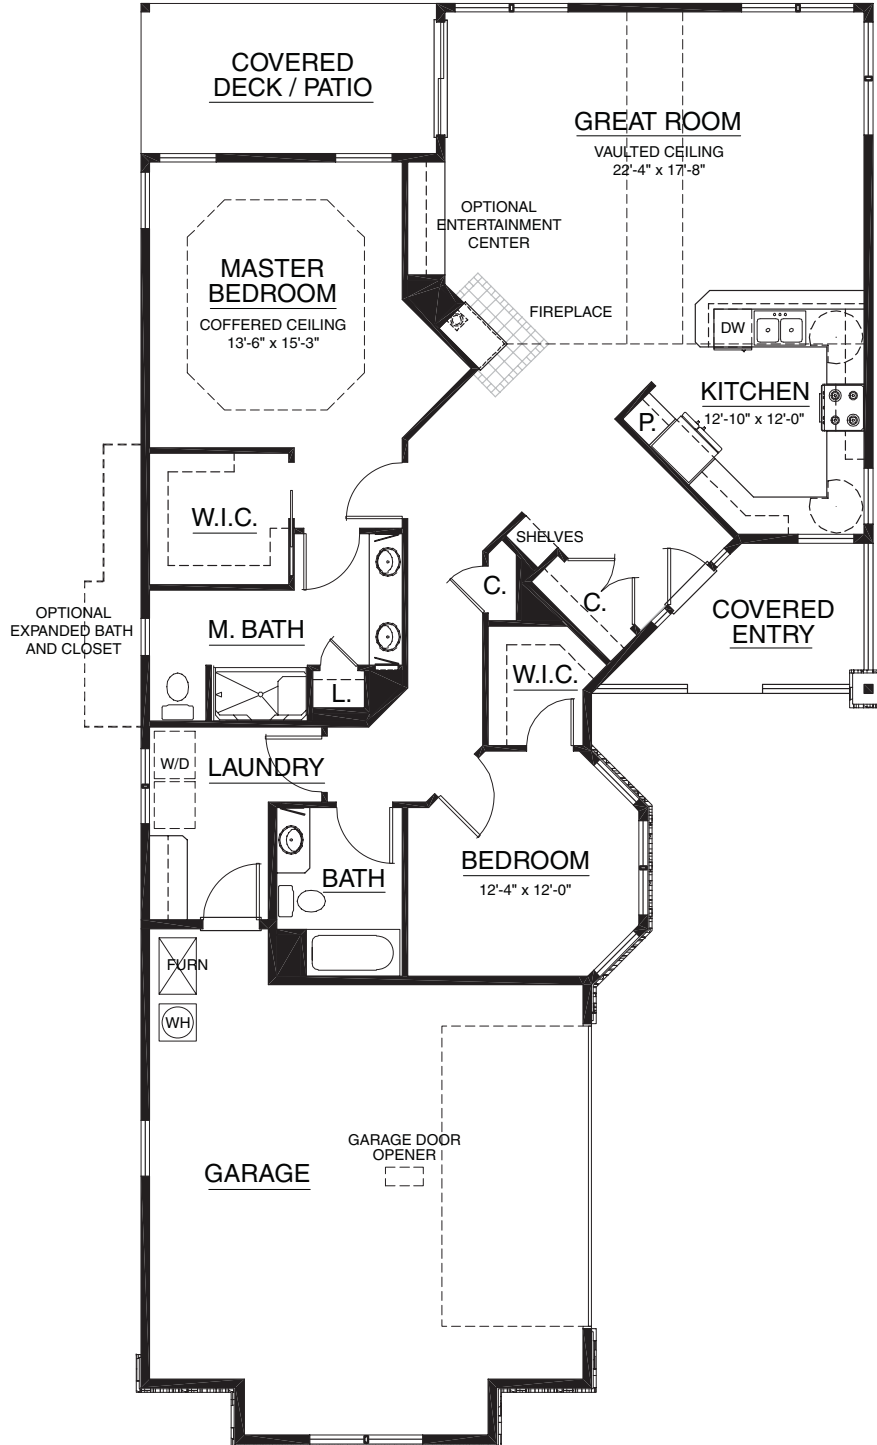 COVERED
DECK / PATIO
GREAT ROOM
VAULTED CEILING
22'-4" x 17'-8"
OPTIONAL
ENTERTAINMENT
CENTER
MASTER
BEDROOM
COFFERED CEILING
13'-6" x 15'-3"
FIREPLACE
DW
KITCHEN
12'-10" x 12'-0"
P.
W.I.C.
SHELVES
C.
C.
OPTIONAL
EXPANDED BATH
AND CLOSET
M. BATH
COVERED
ENTRY
W.I.C.
L.
W/D
LAUNDRY
BEDROOM
12'-4" x 12'-0"
BATH
FURN
WH
GARAGE DOOR
OPENER
GARAGE